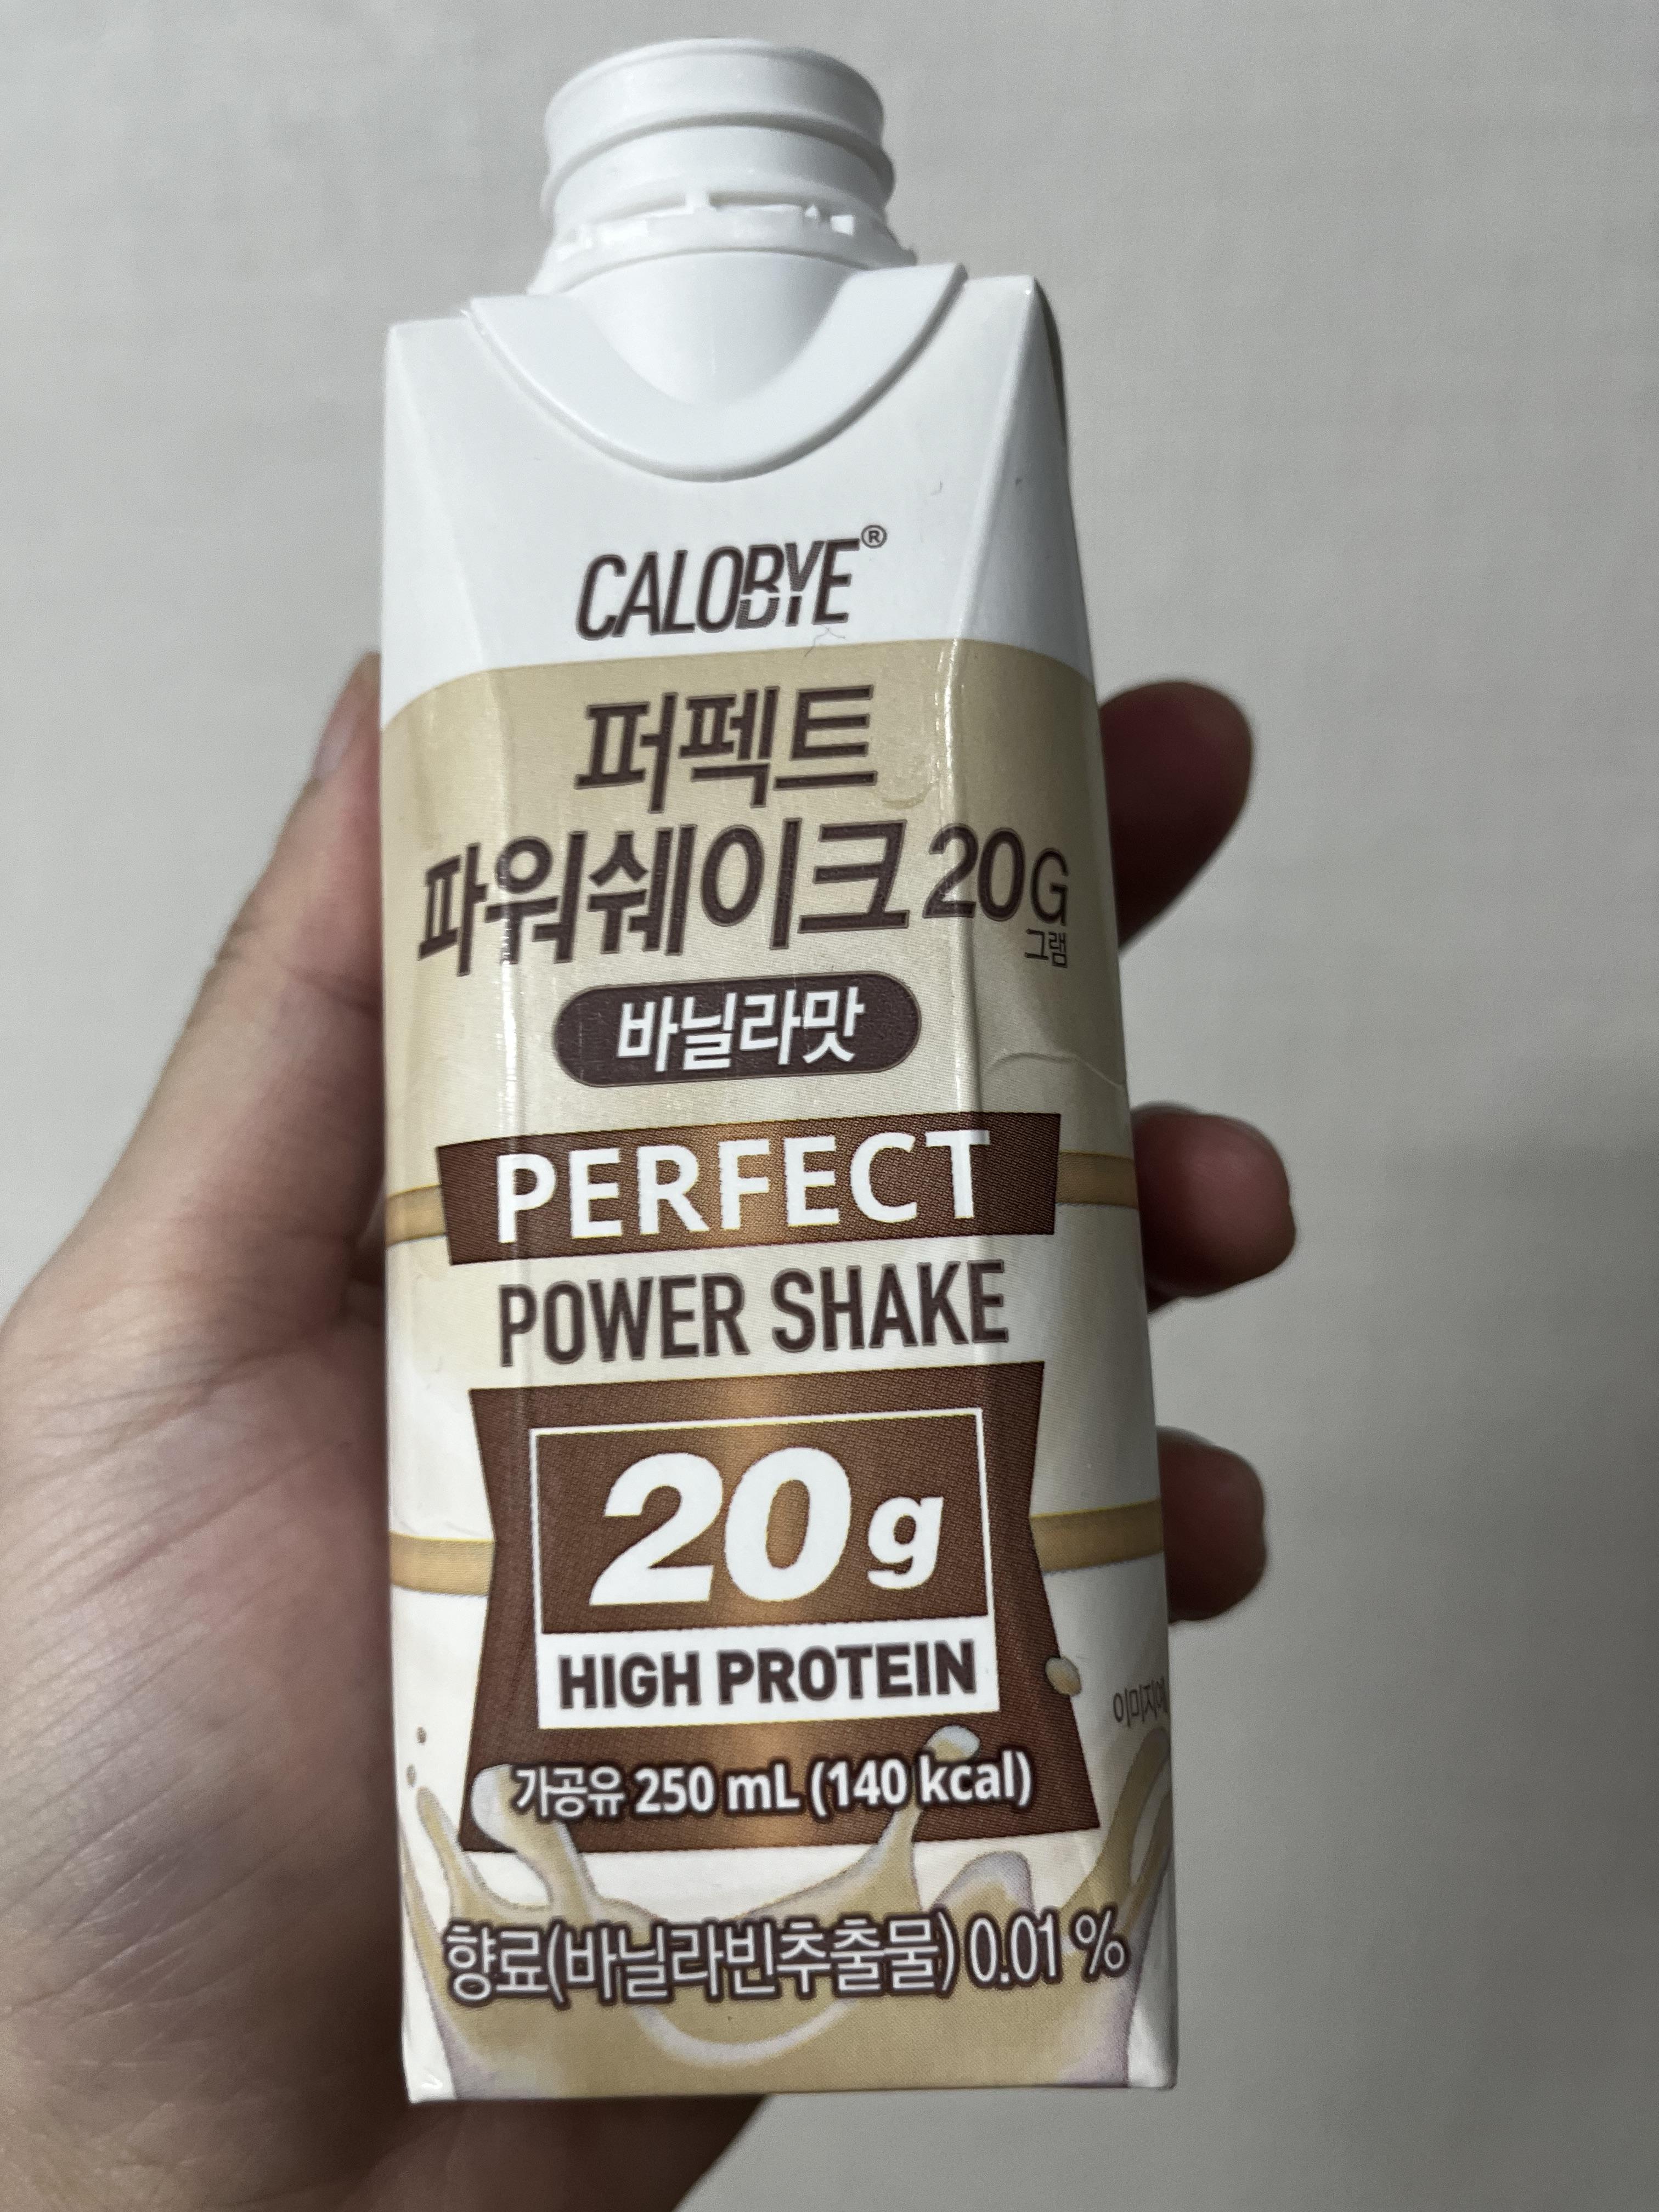 CALOBYE®
퍼펙트
파워쉐이크 20G
그램
바닐라맛
PERFECT
POWER SHAKE
20g
HIGH PROTEIN
가공유 250 mL (140 kcal)
향료(바닐라빈추출물) 0.01 %